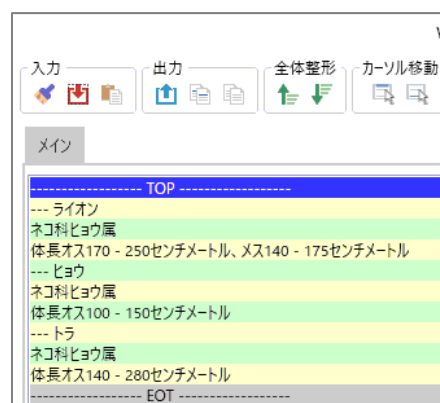 入力 出力 全体整形 カーソル移動
メイン
------------------ TOP ------------------
--- ライオン
ネコ科ヒョウ属
体長オス170 - 250センチメートル、メス140 - 175センチメートル
--- ヒョウ
ネコ科ヒョウ属
体長オス100 - 150センチメートル
--- トラ
ネコ科ヒョウ属
体長オス140 - 280センチメートル
------------------ EOT ------------------